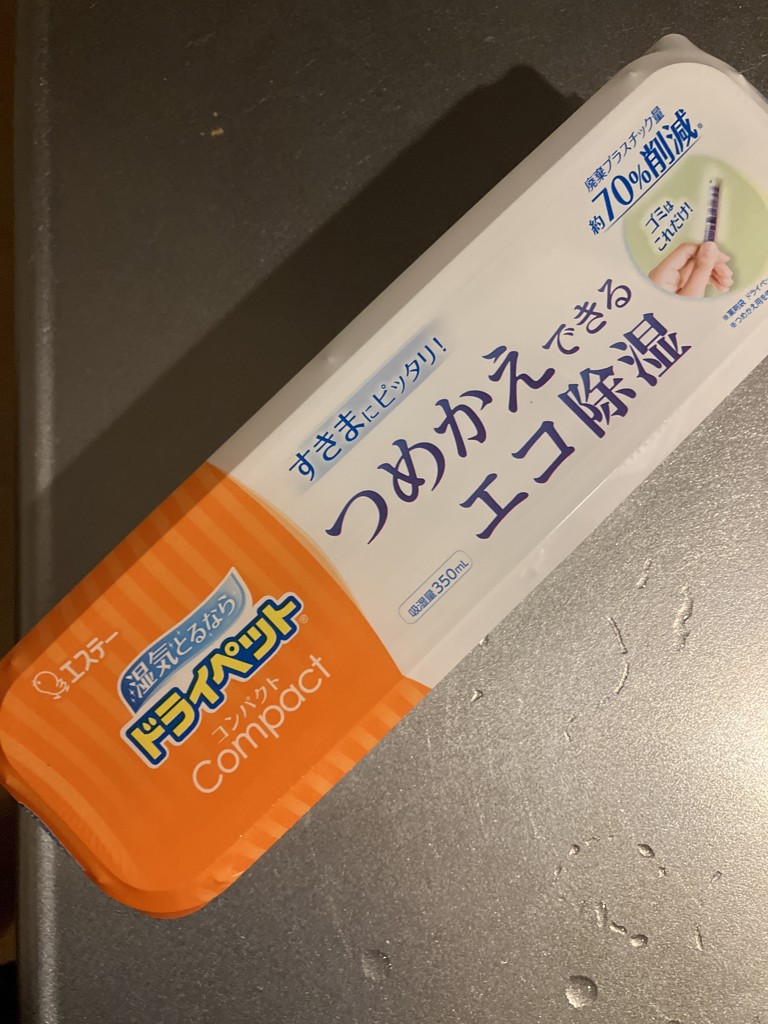 廃棄プラスチック量
約70%削減※
ゴミは
これだけ!
すきまにピッタリ!
つめかえできる
エコ除湿
吸湿量350mL
エステー
湿気とるなら
ドライペット®
コンパクト
Compact